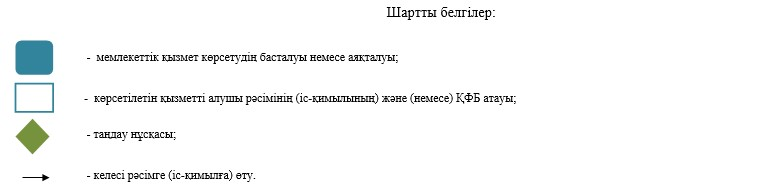 Шартты белгілер:
- мемлекеттік қызмет көрсетудің басталуы немесе аяқталуы;
- көрсетілетін қызметті алушы рәсімінің (іс-қимылының) және (немесе) ҚФБ атауы;
- таңдау нұсқасы;
- келесі рәсімге (іс-қимылға) өту.